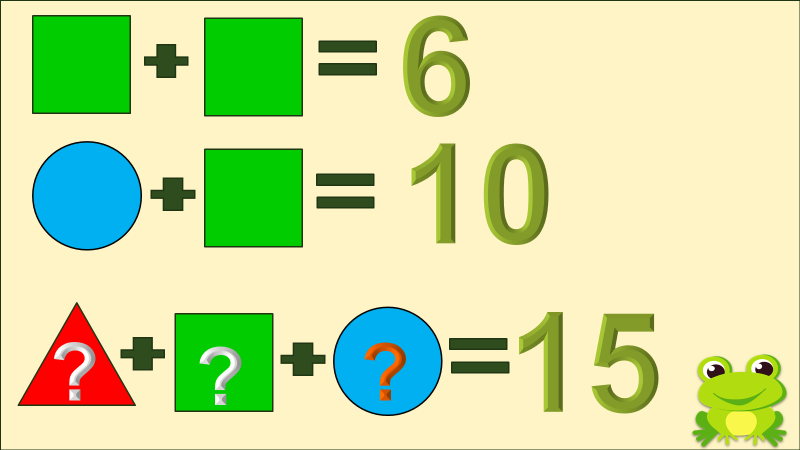 + = 6
+ = 10
? + ? + ? = 15